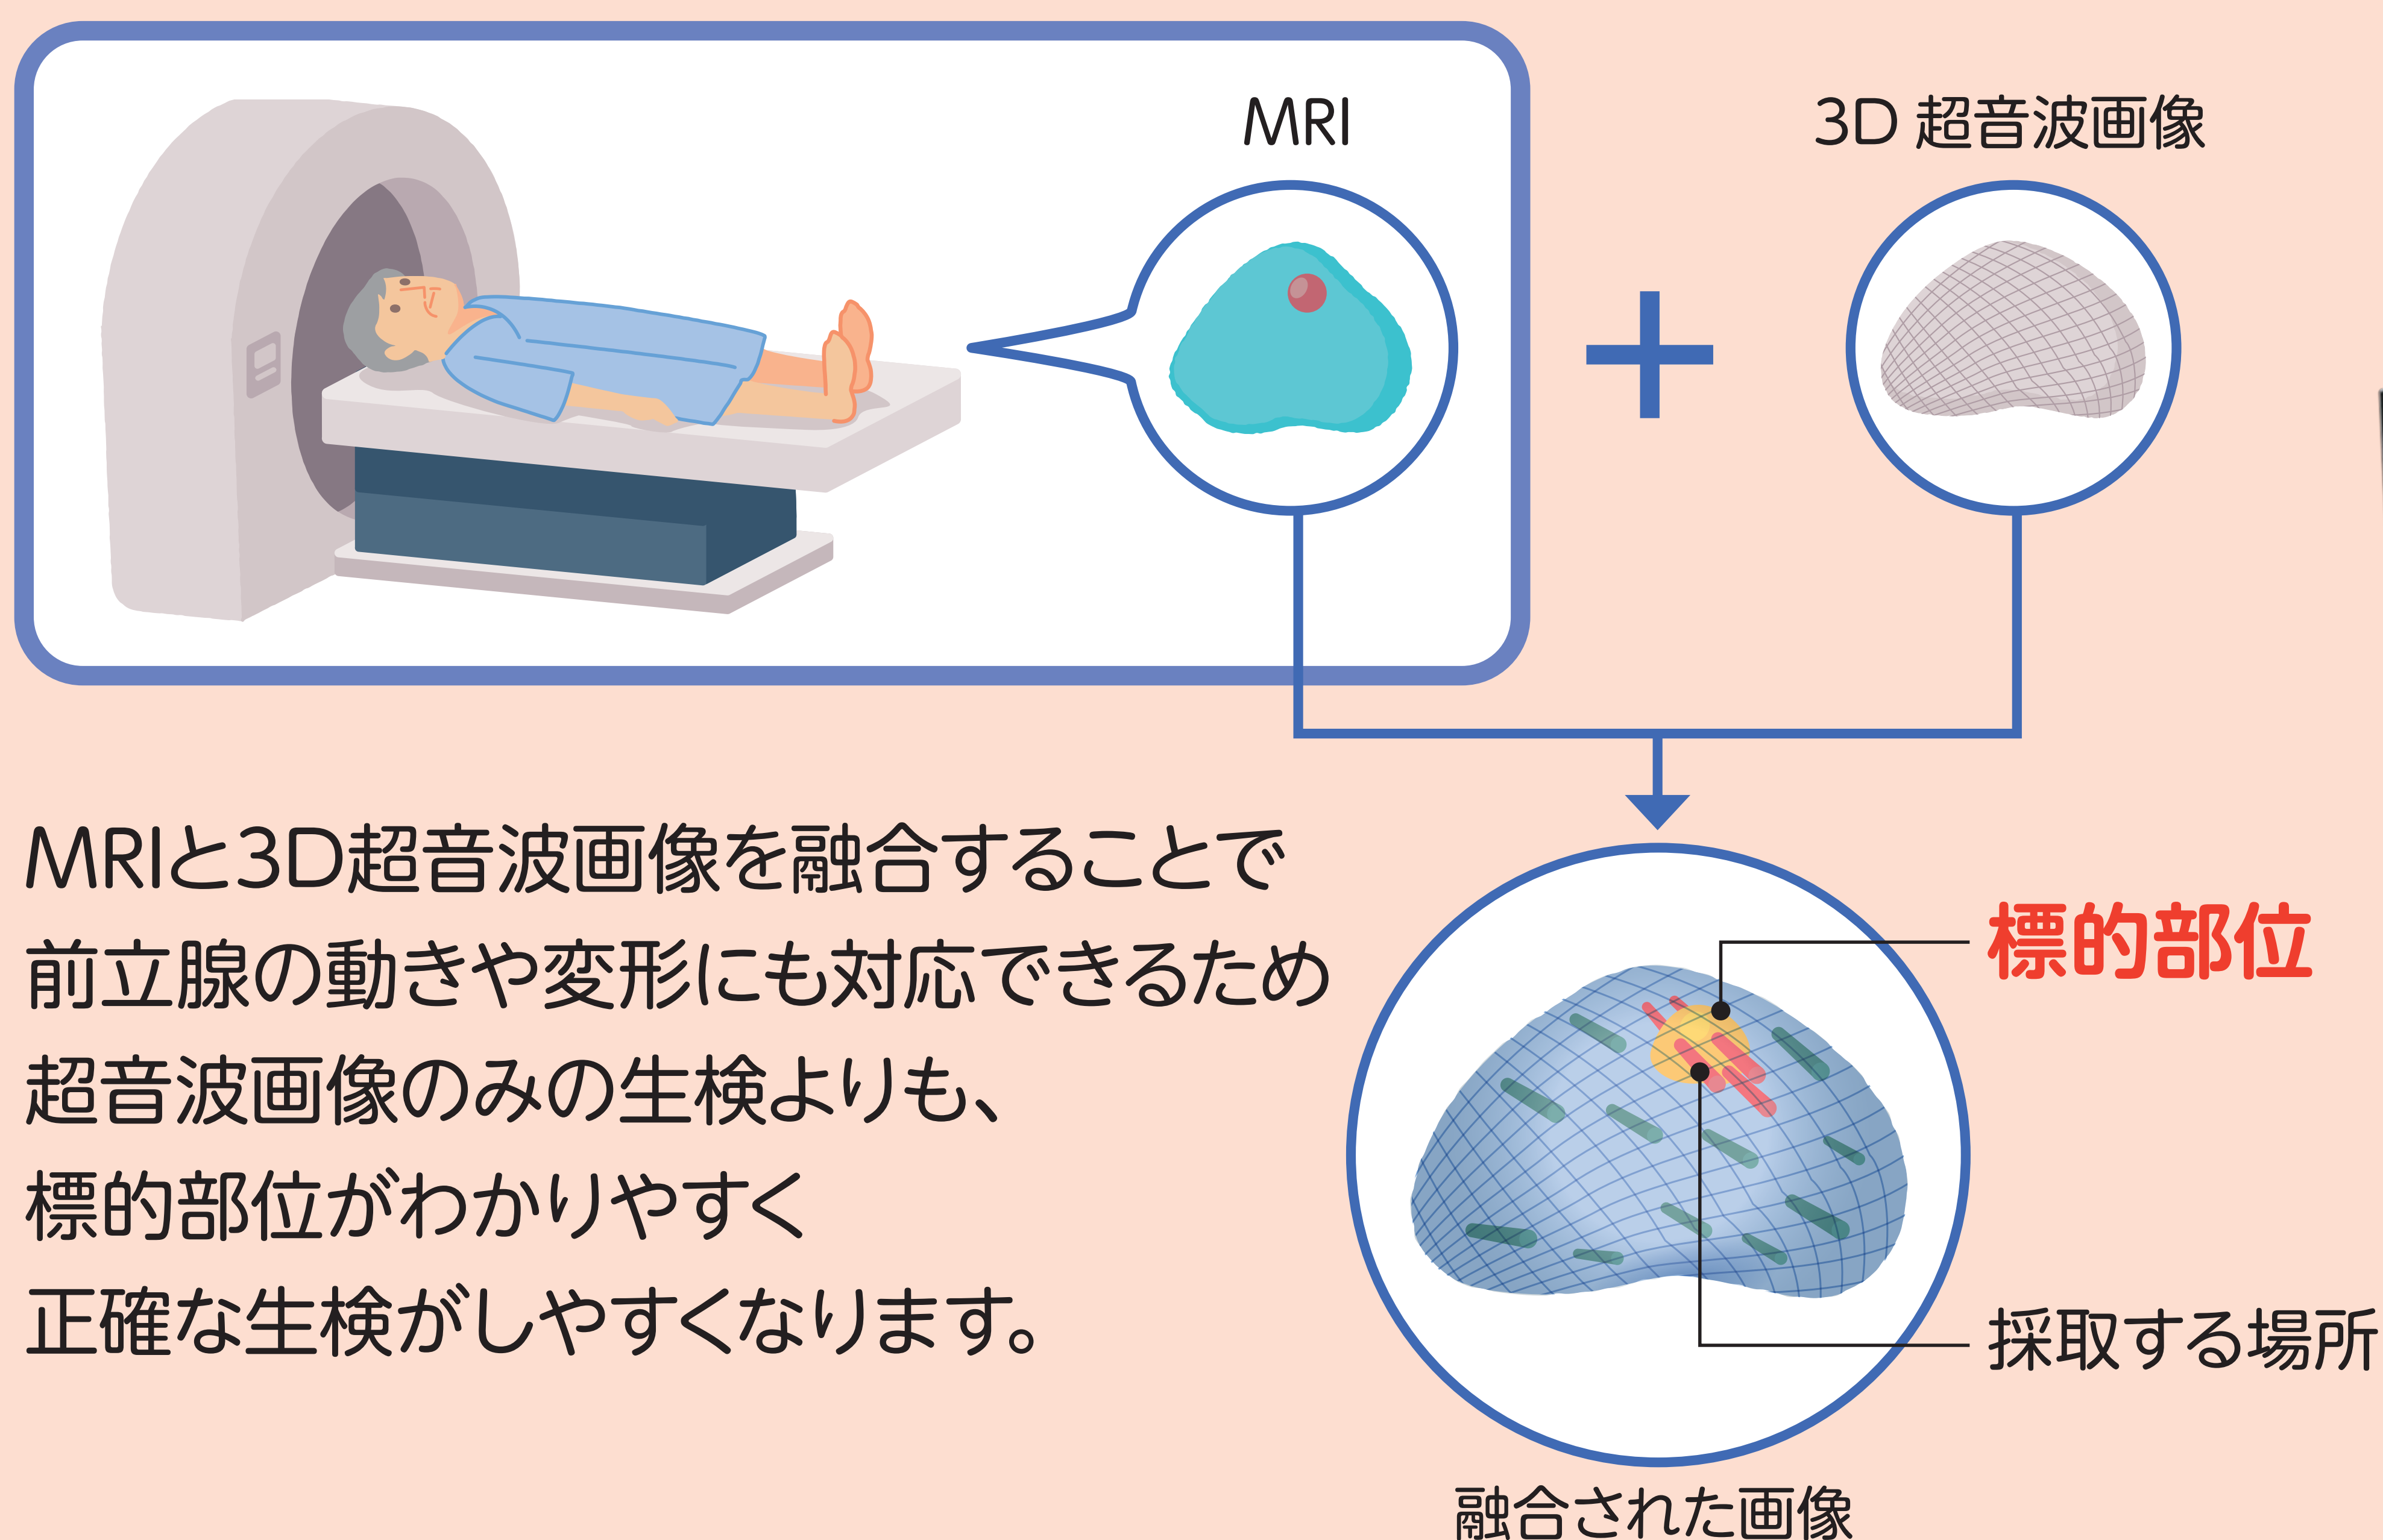 MRI
3D 超音波画像
MRIと3D超音波画像を融合することで
前立腺の動きや変形にも対応できるため
超音波画像のみの生検よりも、
標的部位がわかりやすく
正確な生検がしやすくなります。
標的部位
採取する場所
融合された画像